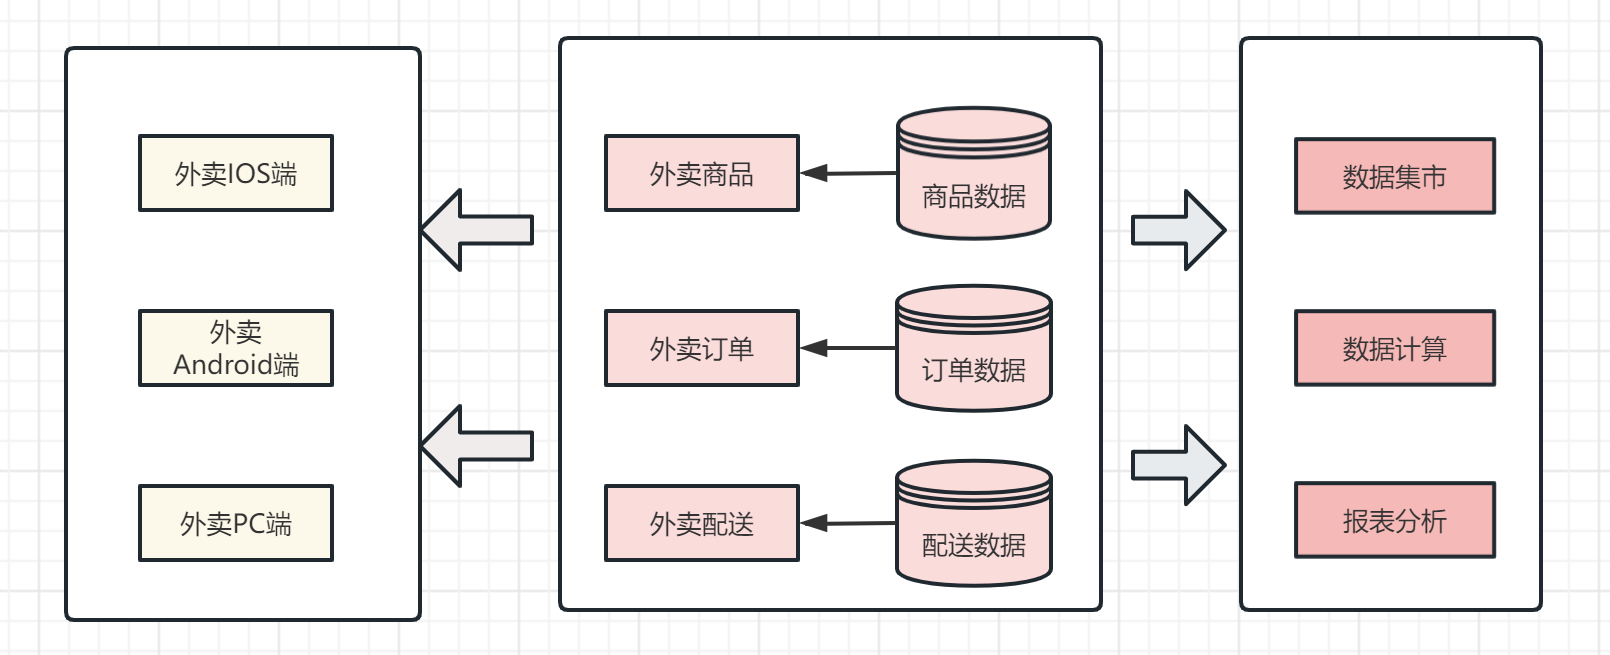 外卖IOS端
外卖
Android端
外卖PC端
外卖商品
商品数据
外卖订单
订单数据
外卖配送
配送数据
数据集市
数据计算
报表分析